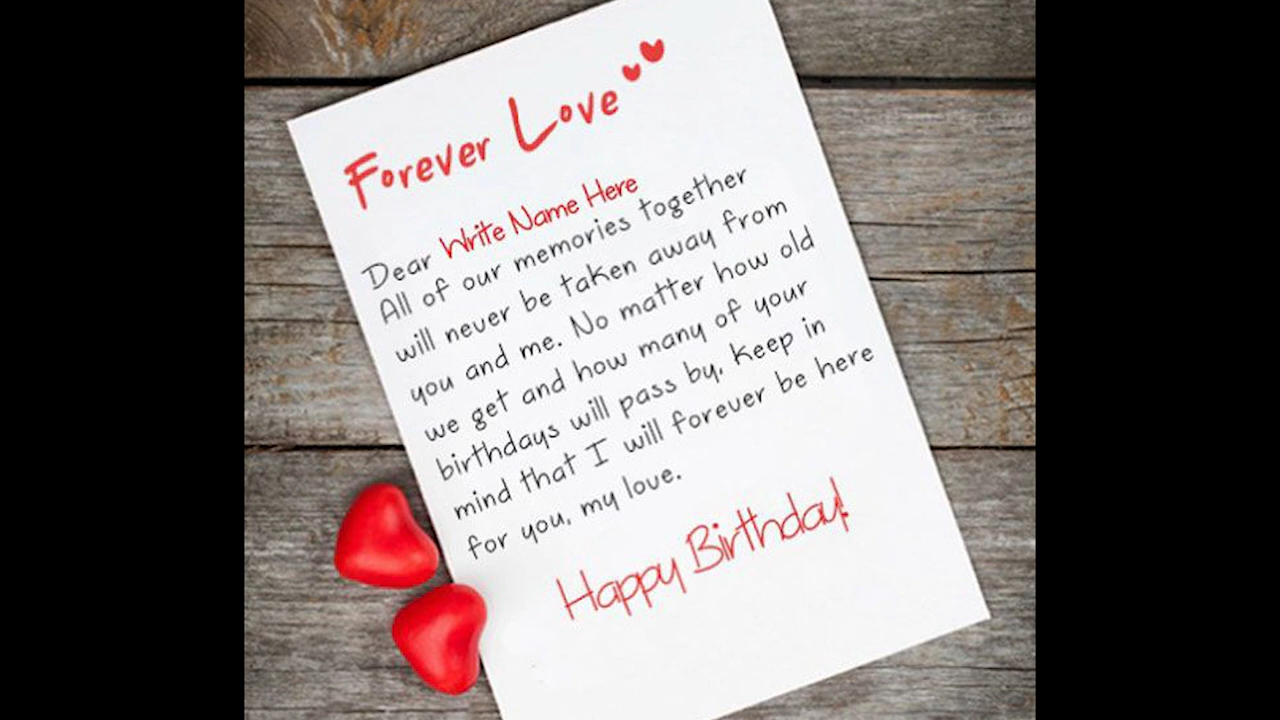 Forever Love
Dear Write Name Here
All of our memories together
will never be taken away from
you and me. No matter how old
we get and how many of your
birthdays will pass by, keep in
mind that I will forever be here
for you, my love.
Happy Birthday!